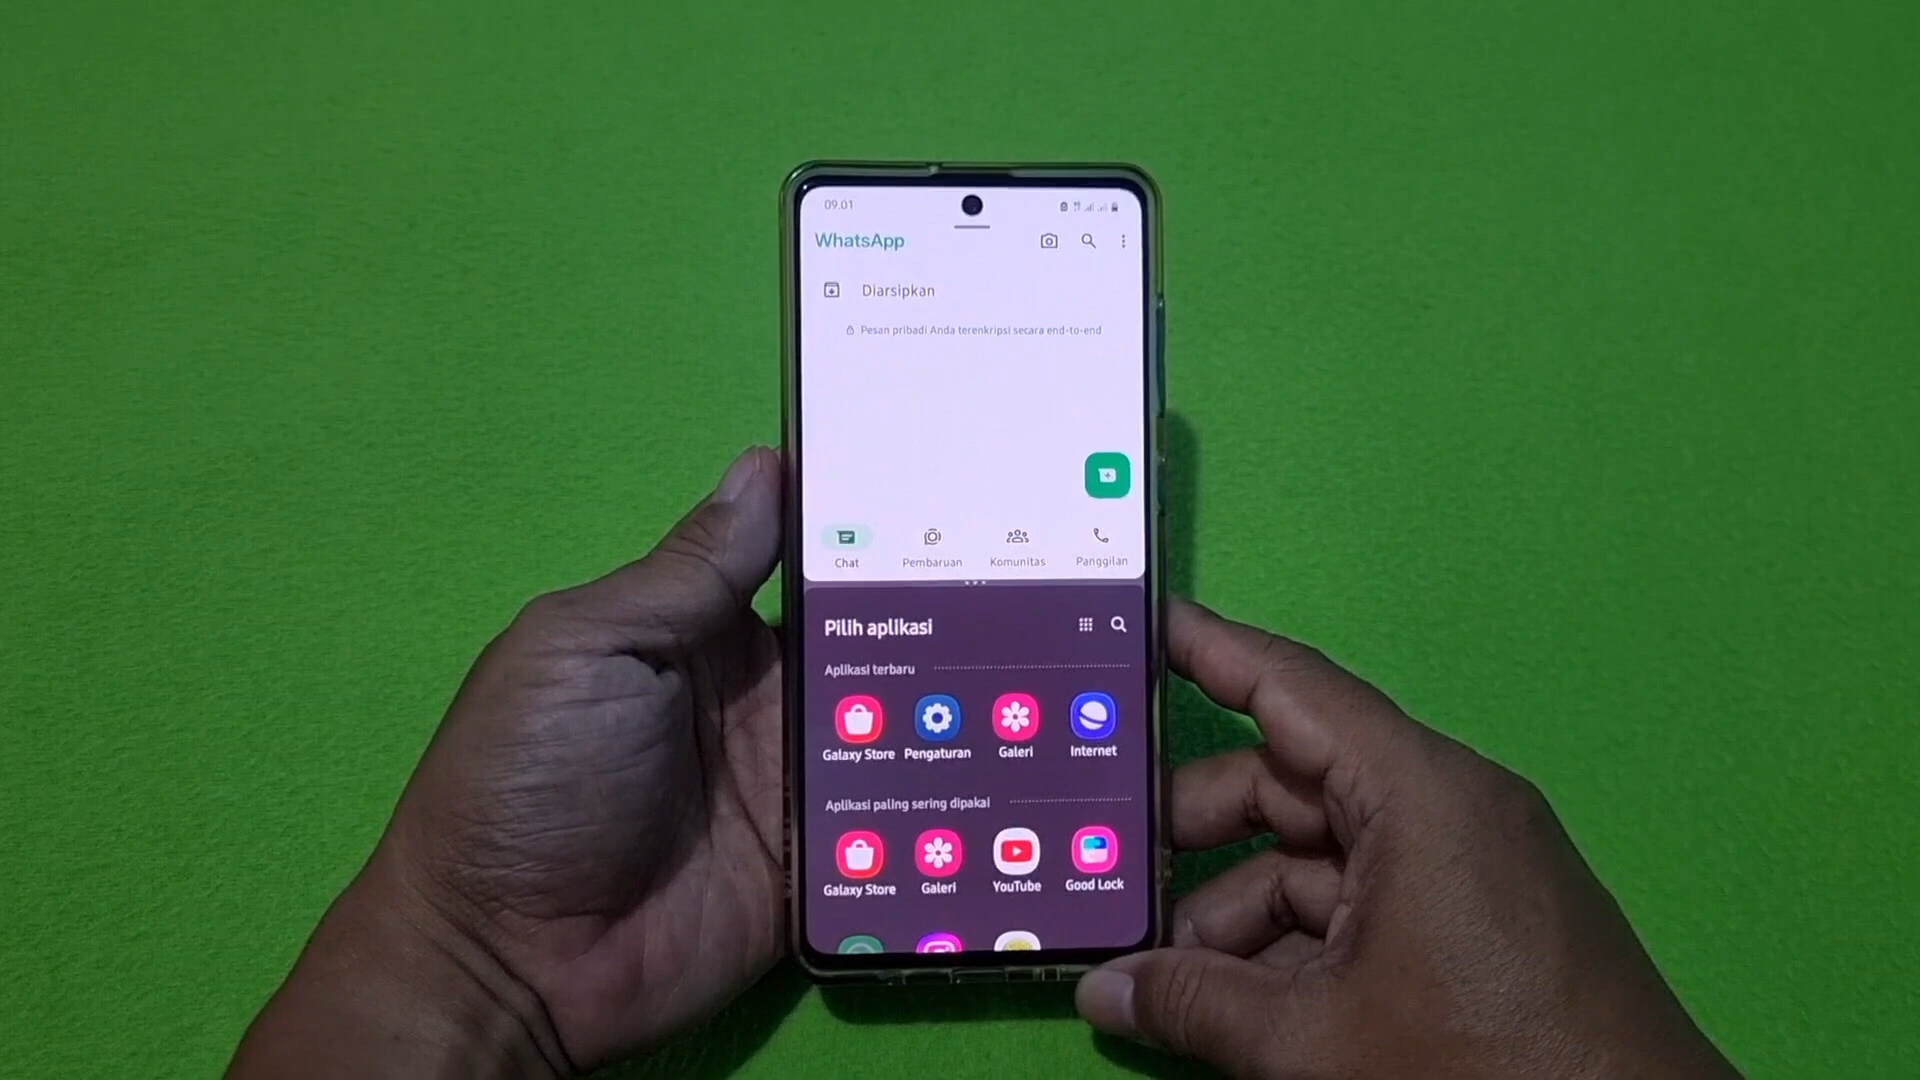 09.01
WhatsApp
Diarsipkan
Pesan pribadi Anda terenkripsi secara end-to-end
Chat Pembaruan Komunitas Panggilan
Pilih aplikasi
Aplikasi terbaru
Galaxy Store Pengaturan Galeri Internet
Aplikasi paling sering dipakai
Galaxy Store Galeri YouTube Good Lock